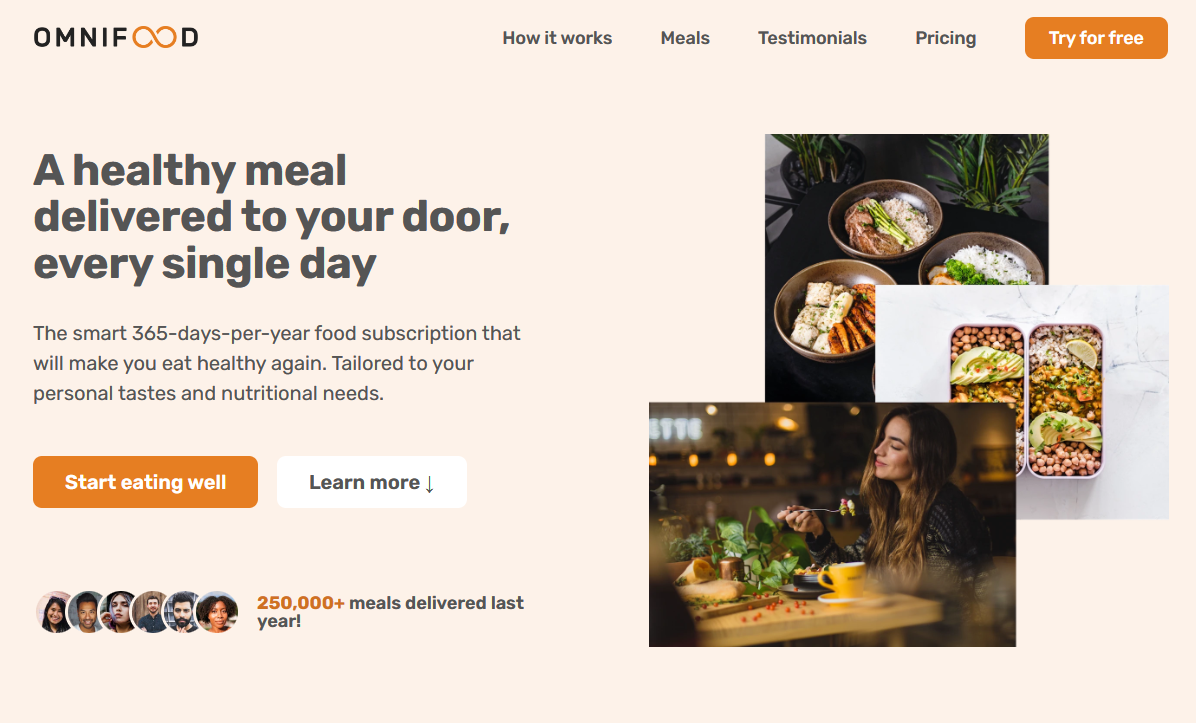 OMNIFOOD
How it works
Meals
Testimonials
Pricing
Try for free
A healthy meal
delivered to your door,
every single day
The smart 365-days-per-year food subscription that
will make you eat healthy again. Tailored to your
personal tastes and nutritional needs.
Start eating well
Learn more ↓
250,000+ meals delivered last
year!